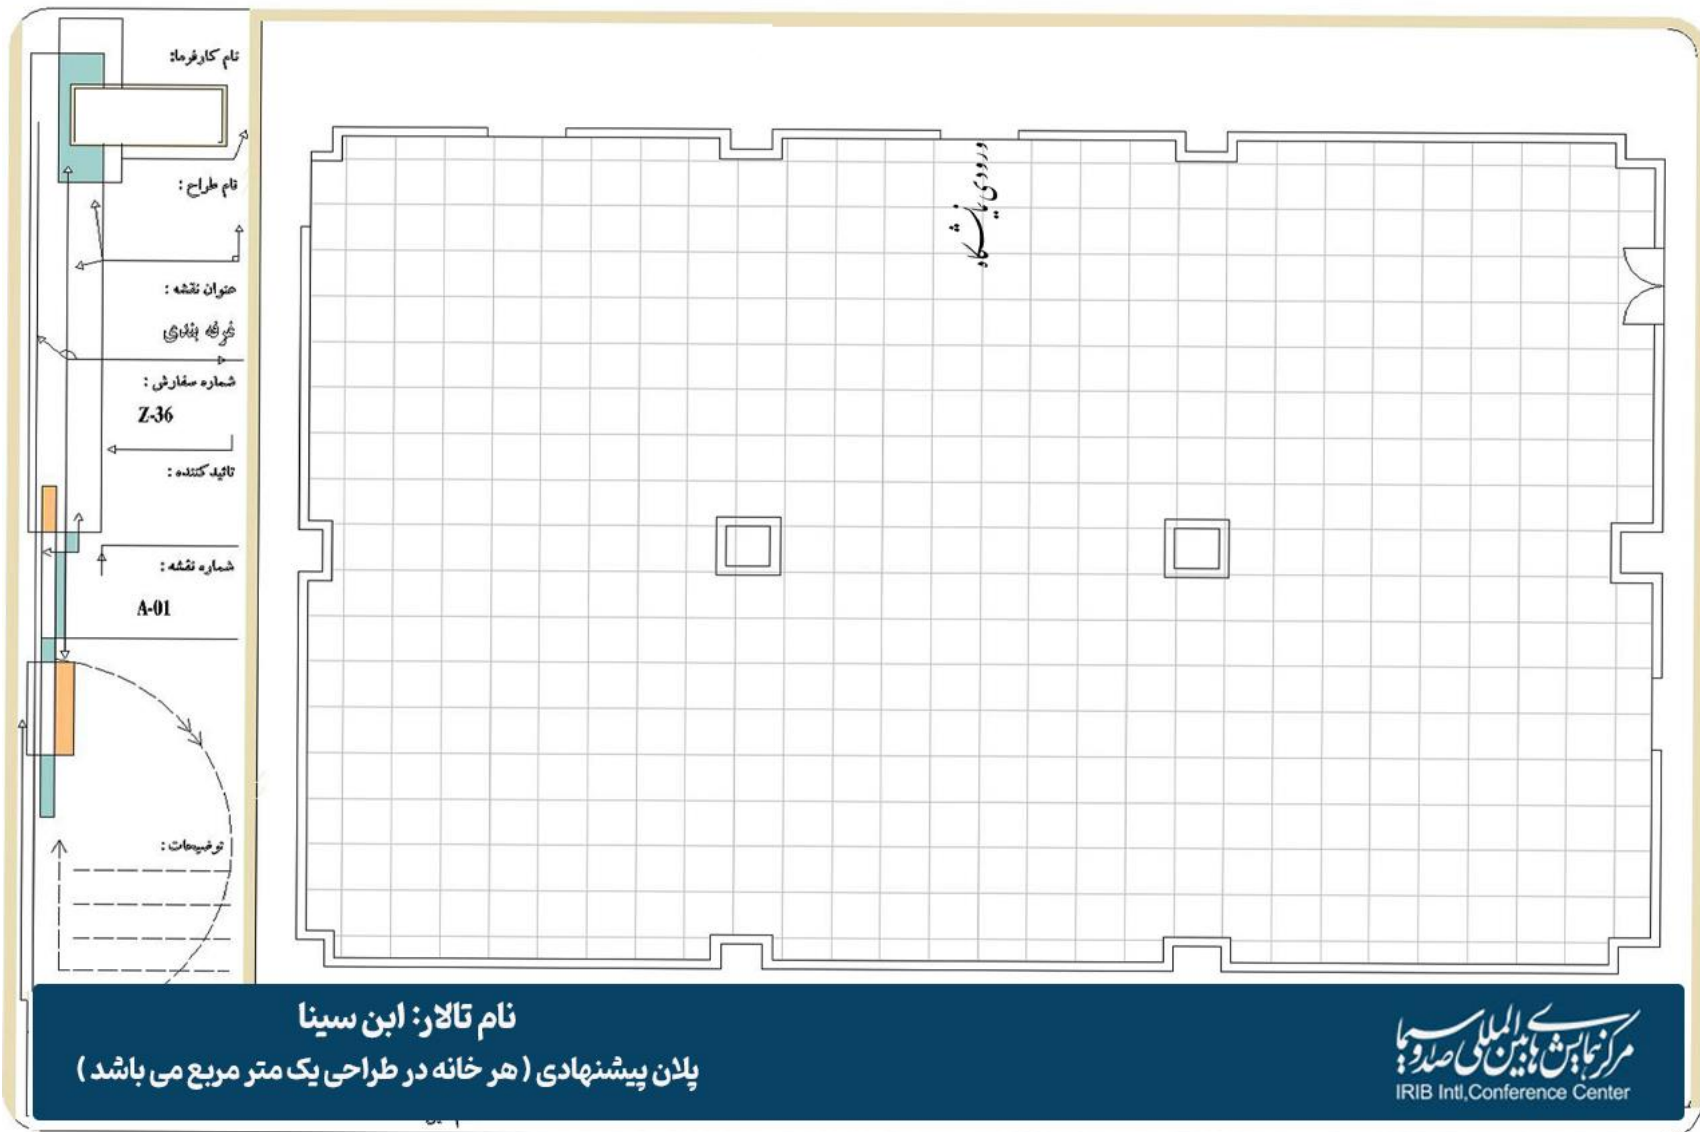 نام کارفرما:
نام طراح :
عنوان نقشه :
غرفه بندی
شماره سفارش :
Z-36
تائید کننده :
شماره نقشه :
A-01
توضیحات :
ورودی نمایشگاه
نام تالار: ابن سینا
پلان پیشنهادی ( هر خانه در طراحی یک متر مربع می باشد )
مرکز همایش های بین المللی صدا و سیما
IRIB Intl,Conference Center